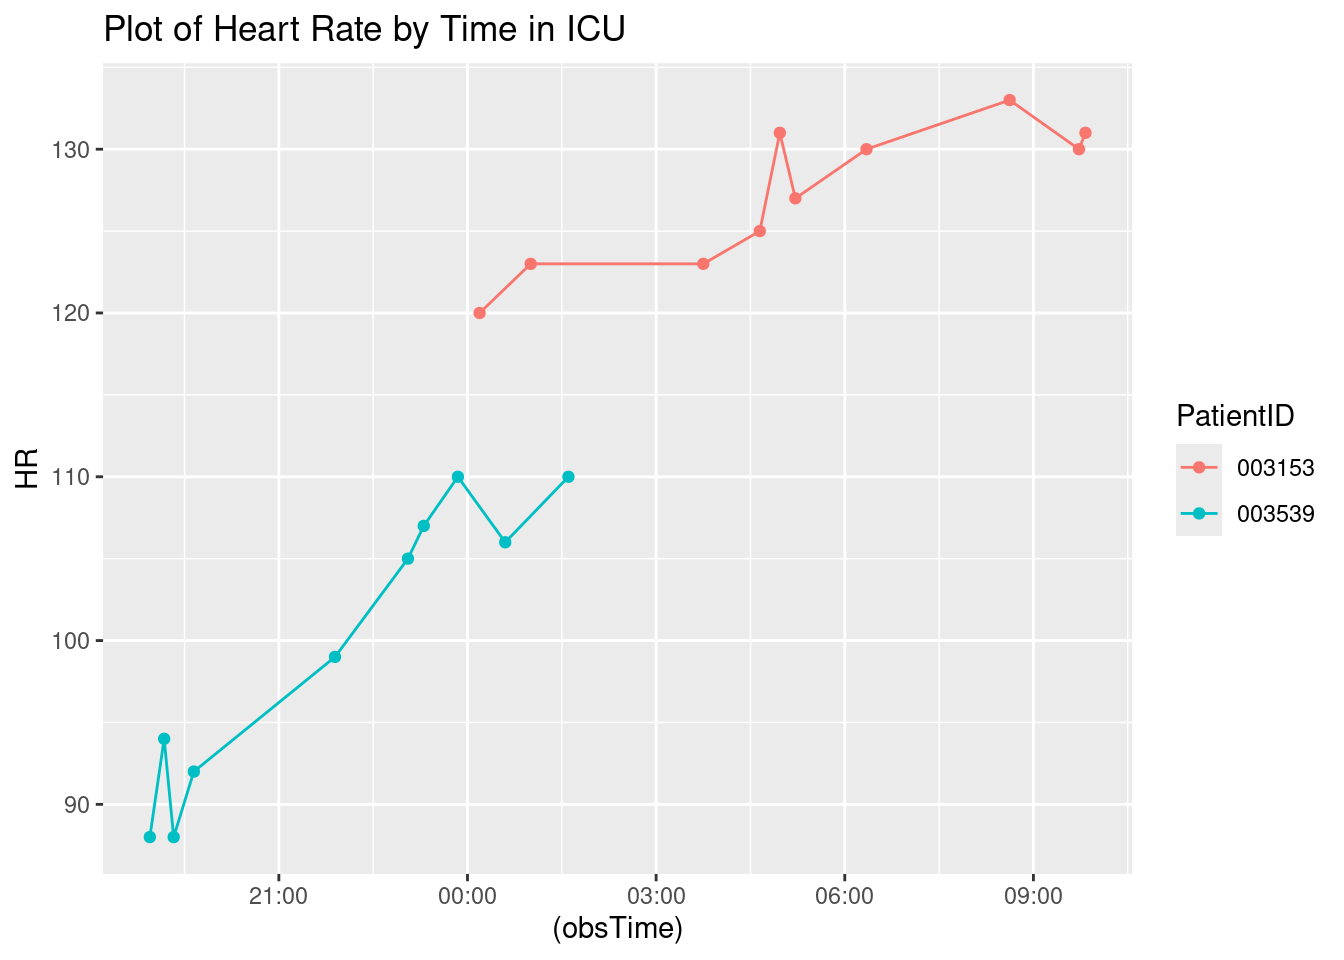 Plot of Heart Rate by Time in ICU
130
120
110
100
90
HR
21:00 00:00 03:00 06:00 09:00
(obsTime)
PatientID
003153
003539